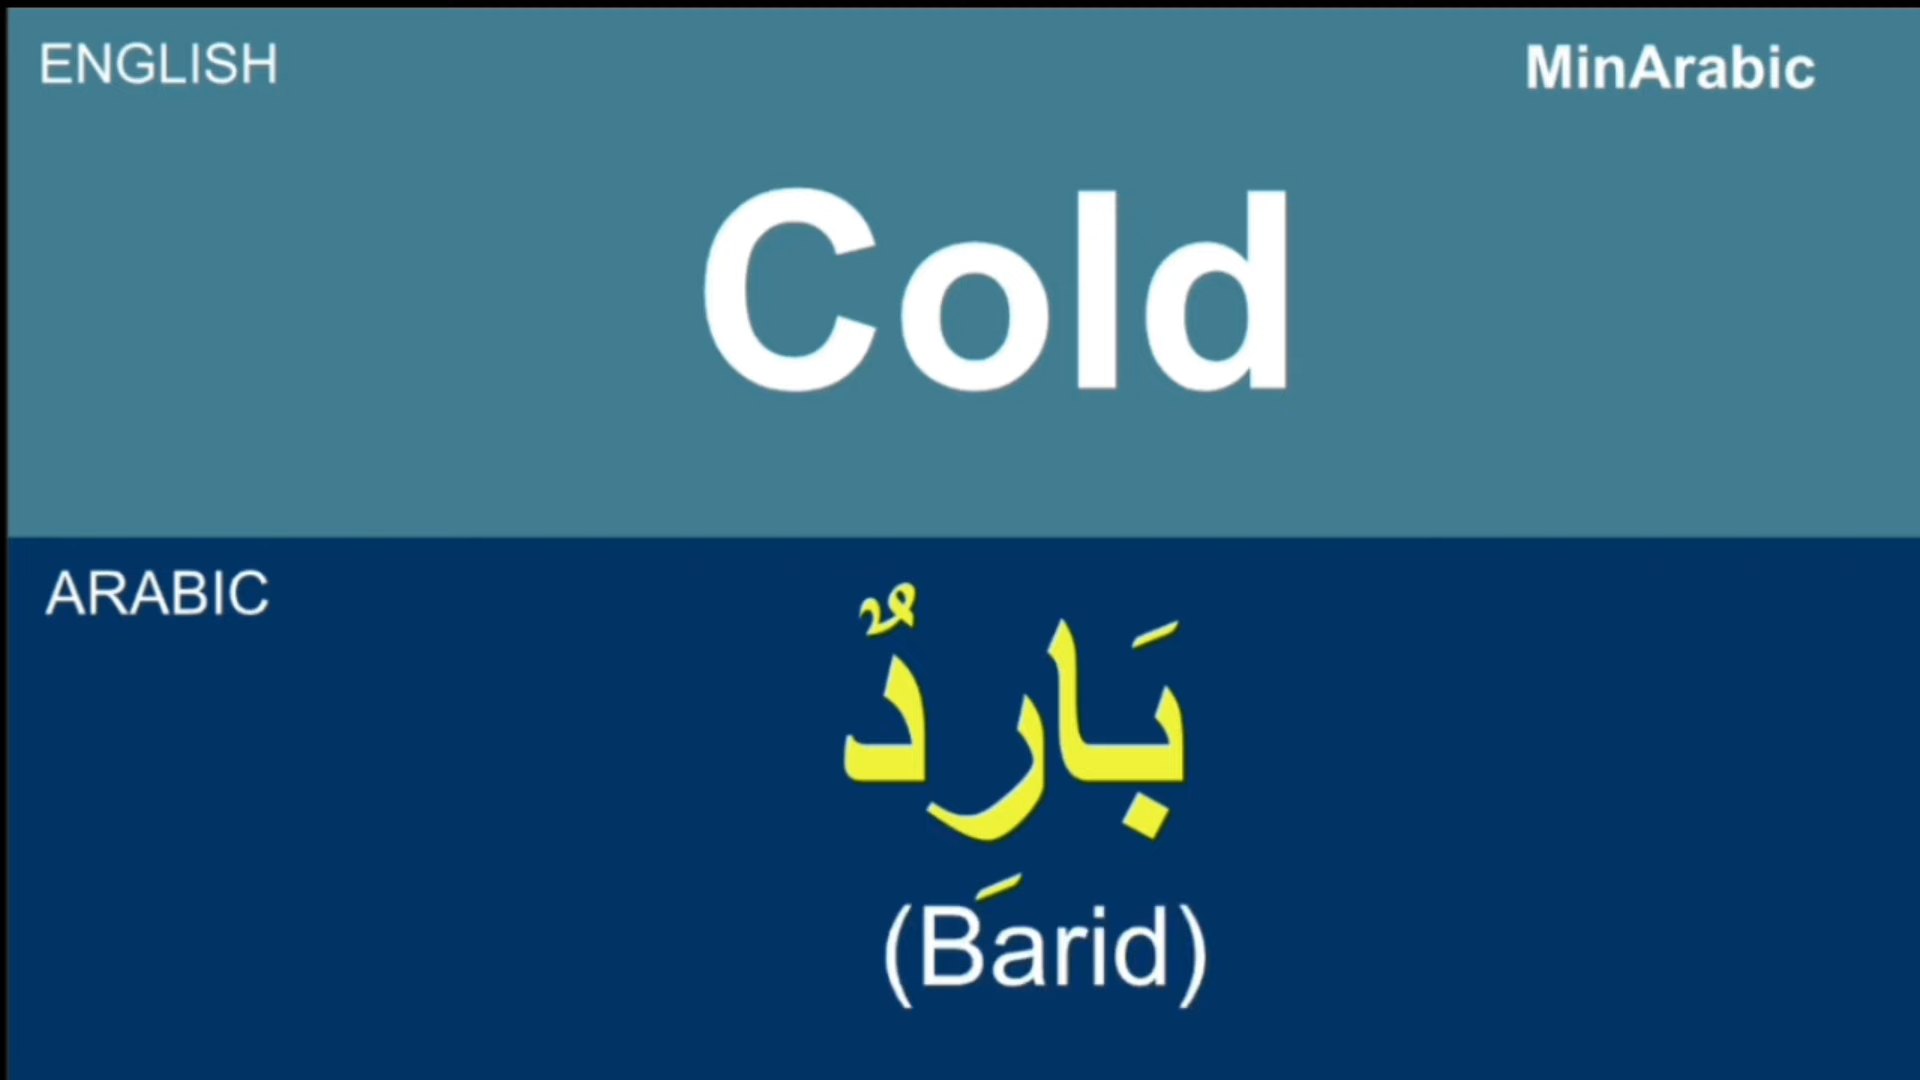 ENGLISH
MinArabic
Cold
ARABIC
بَارِدٌ
(Barid)